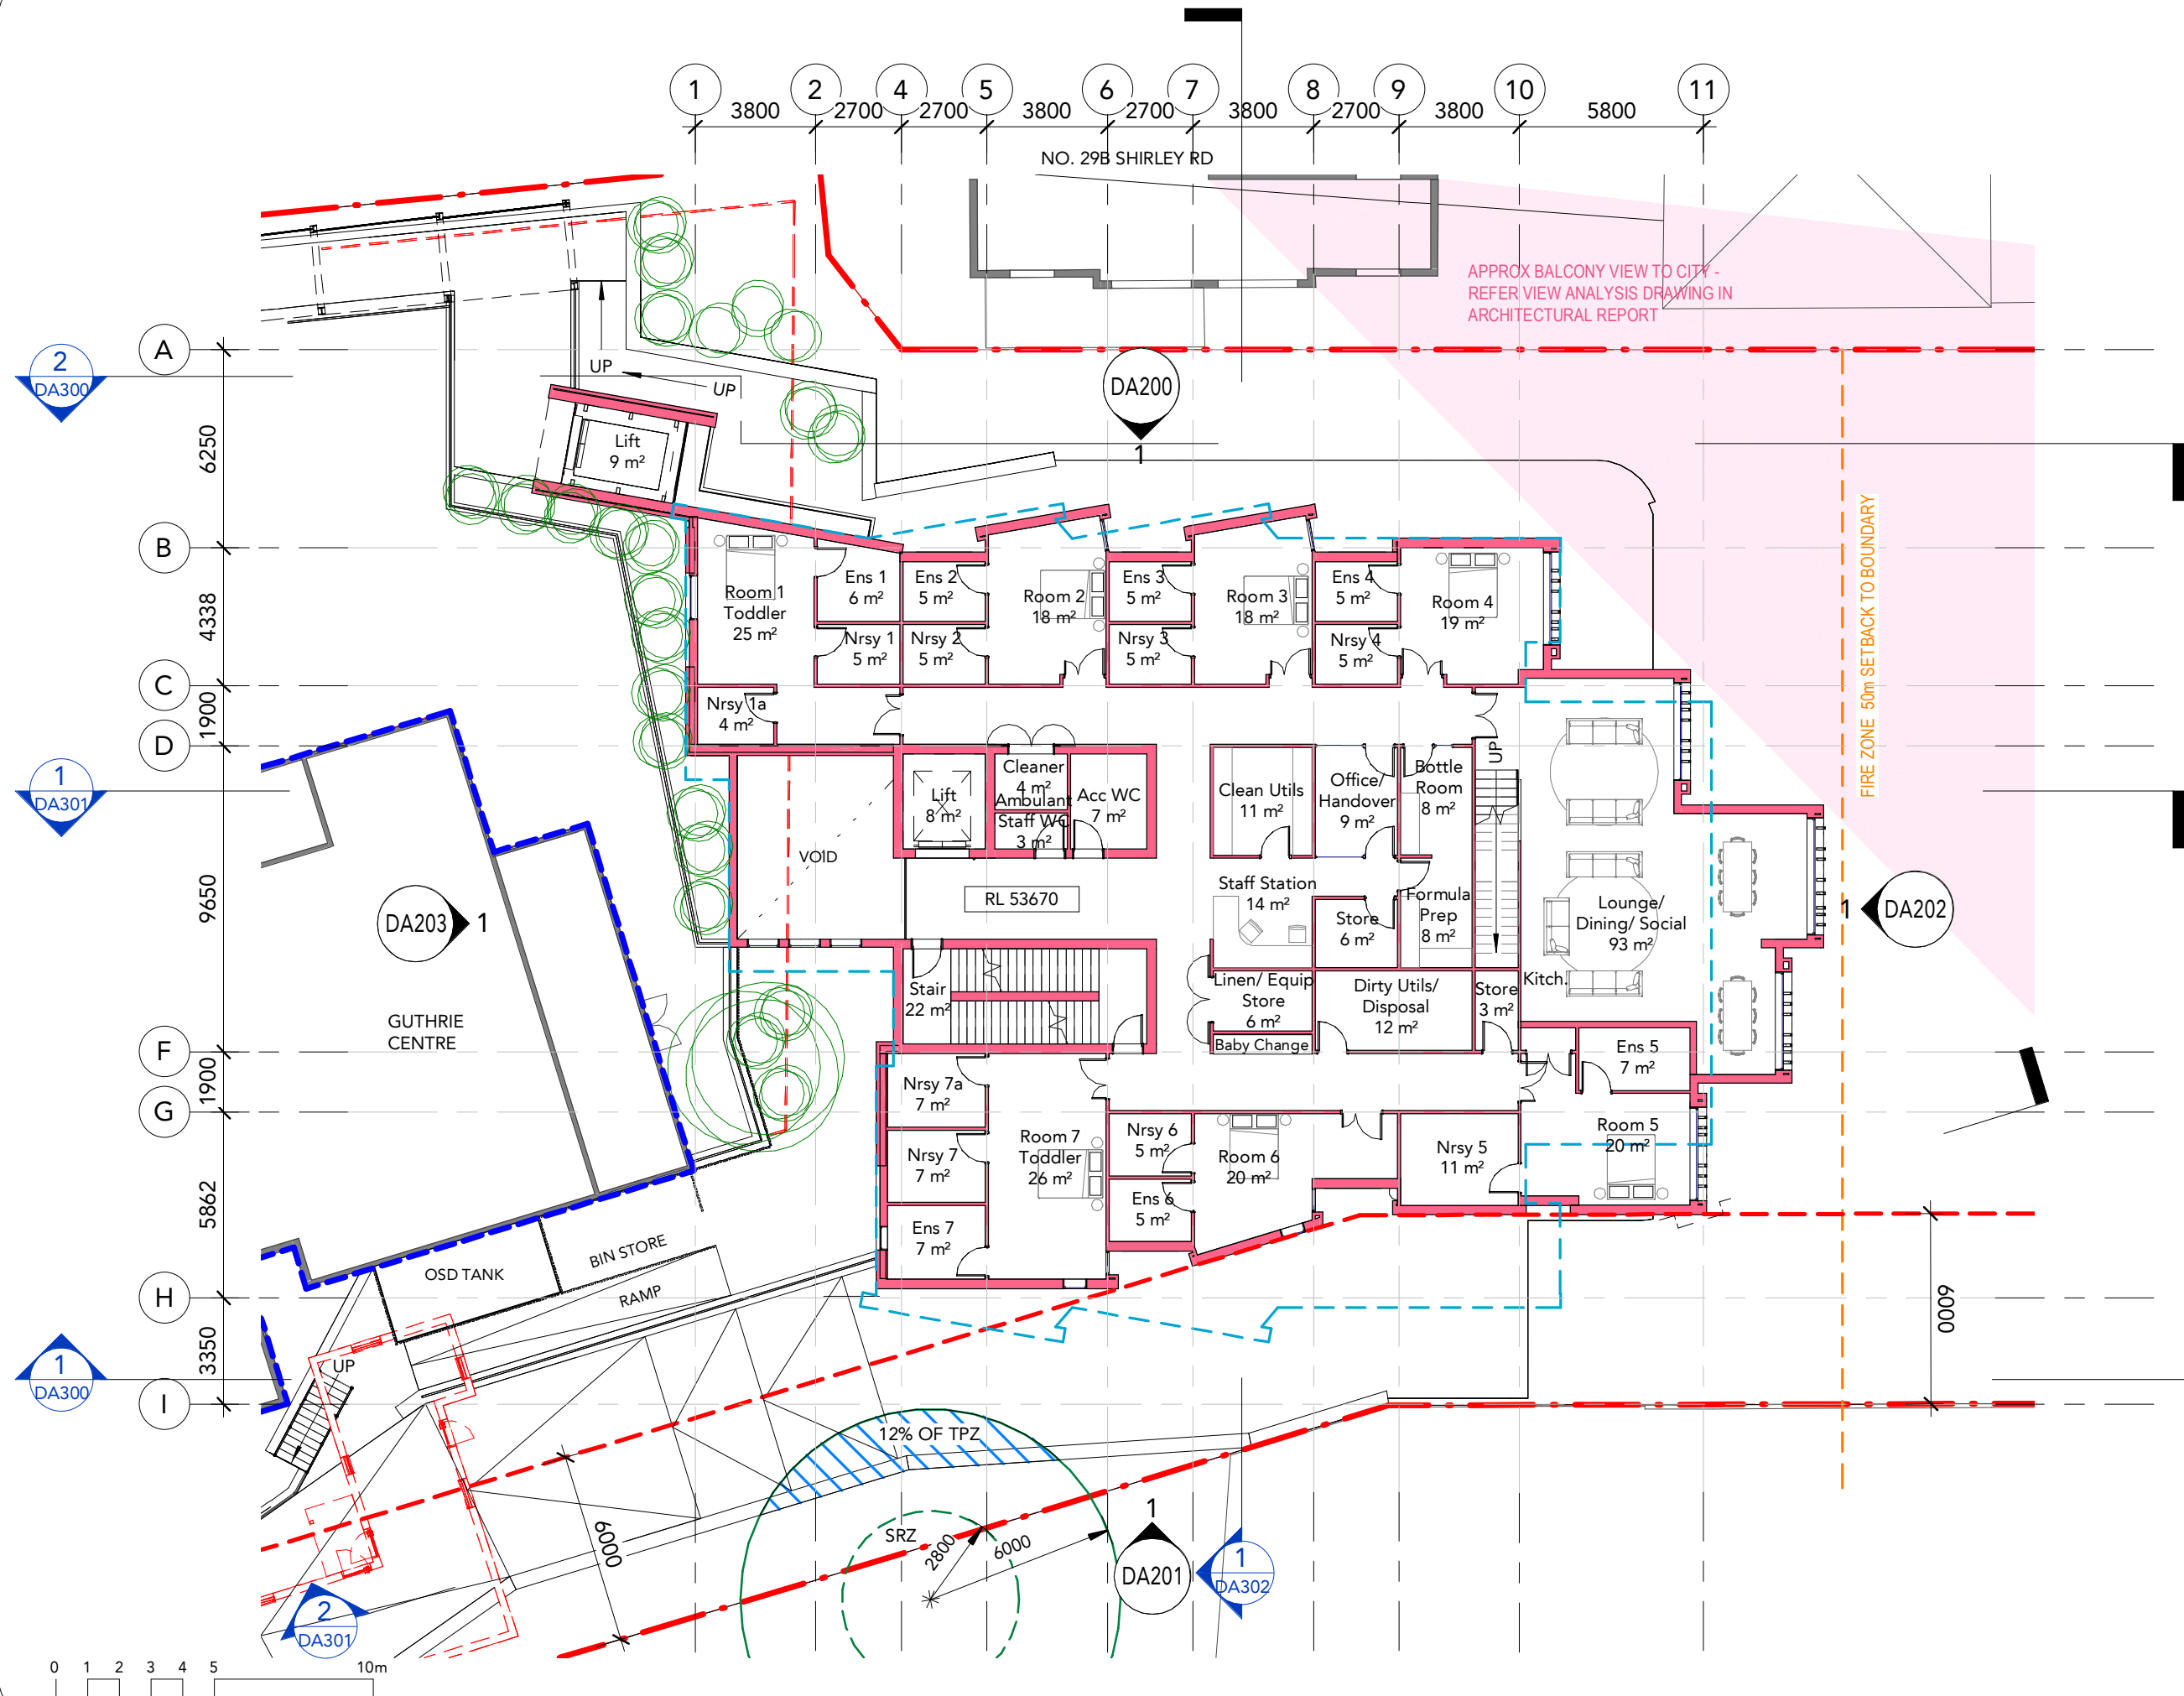 1
2
4
5
6
7
8
9
10
11
3800
2700
2700
3800
2700
3800
2700
3800
5800
NO. 29B SHIRLEY RD
APPROX BALCONY VIEW TO CITY -
REFER VIEW ANALYSIS DRAWING IN
ARCHITECTURAL REPORT
A
2
DA300
UP
UP
DA200
1
6250
Lift
9 m²
FIRE ZONE 50m SETBACK TO BOUNDARY
B
4338
Room 1
Toddler
25 m²
Ens 1
6 m²
Ens 2
5 m²
Room 2
18 m²
Ens 3
5 m²
Room 3
18 m²
Ens 4
5 m²
Room 4
19 m²
Nrsy 1
5 m²
Nrsy 2
5 m²
Nrsy 3
5 m²
Nrsy 4
5 m²
C
1900
Nrsy 1a
4 m²
D
1
DA301
UP
Cleaner
4 m²
Lift
8 m²
Ambulant
Staff WC
3 m²
Acc WC
7 m²
Clean Utils
11 m²
Office/
Handover
9 m²
Bottle
Room
8 m²
9650
VOID
RL 53670
Staff Station
14 m²
Store
6 m²
Formula
Prep
8 m²
Lounge/
Dining/ Social
93 m²
1
DA202
DA203
1
Stair
22 m²
Linen/ Equip
Store
6 m²
Dirty Utils/
Disposal
12 m²
Store
3 m²
Kitch.
GUTHRIE
CENTRE
Baby Change
Ens 5
7 m²
F
1900
G
Nrsy 7a
7 m²
Nrsy 7
7 m²
Room 7
Toddler
26 m²
Nrsy 6
5 m²
Room 6
20 m²
Nrsy 5
11 m²
Room 5
20 m²
5862
Ens 6
5 m²
Ens 7
7 m²
BIN STORE
OSD TANK
RAMP
H
6000
3350
UP
1
DA300
I
12% OF TPZ
6000
SRZ
2800
6000
1
DA201
1
DA302
2
DA301
0 1 2 3 4 5 10m